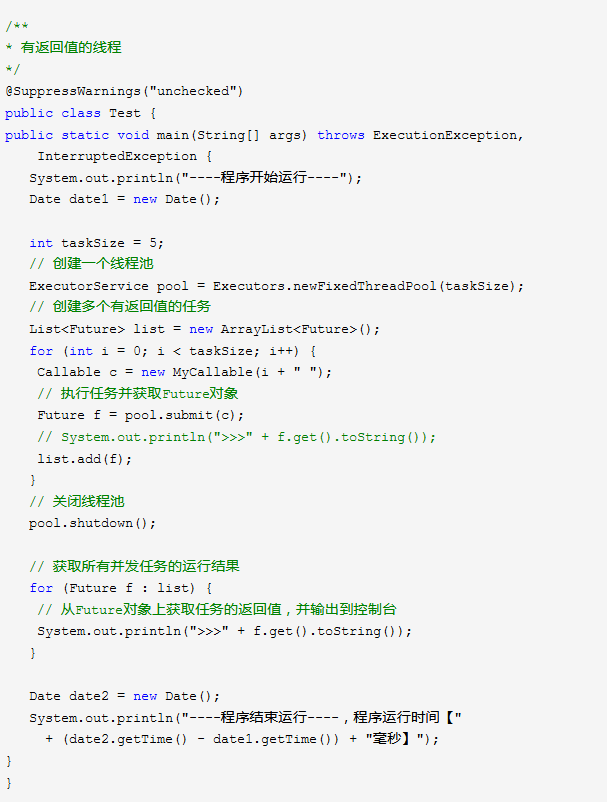 /**
* 有返回值的线程
*/
@SuppressWarnings("unchecked")
public class Test {
public static void main(String[] args) throws ExecutionException,
    InterruptedException {
   System.out.println("----程序开始运行----");
   Date date1 = new Date();

   int taskSize = 5;
   // 创建一个线程池
   ExecutorService pool = Executors.newFixedThreadPool(taskSize);
   // 创建多个有返回值的任务
   List<Future> list = new ArrayList<Future>();
   for (int i = 0; i < taskSize; i++) {
    Callable c = new MyCallable(i + " ");
    // 执行任务并获取Future对象
    Future f = pool.submit(c);
    // System.out.println(">>>" + f.get().toString());
    list.add(f);
   }
   // 关闭线程池
   pool.shutdown();

   // 获取所有并发任务的运行结果
   for (Future f : list) {
    // 从Future对象上获取任务的返回值，并输出到控制台
    System.out.println(">>>" + f.get().toString());
   }

   Date date2 = new Date();
   System.out.println("----程序结束运行----，程序运行时间【"
     + (date2.getTime() - date1.getTime()) + "毫秒】");
}
}